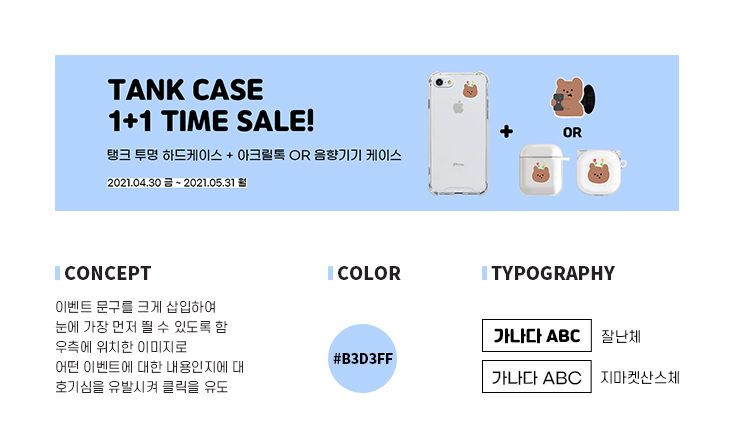 TANK CASE
1+1 TIME SALE!
탱크 투명 하드케이스 + 아크릴톡 OR 음향기기 케이스
2021.04.30 금 ~ 2021.05.31 월
+
OR
CONCEPT
이벤트 문구를 크게 삽입하여
눈에 가장 먼저 띌 수 있도록 함
우측에 위치한 이미지로
어떤 이벤트에 대한 내용인지에 대
호기심을 유발시켜 클릭을 유도
COLOR
#B3D3FF
TYPOGRAPHY
가나다 ABC 잘난체
가나다 ABC 지마켓산스체